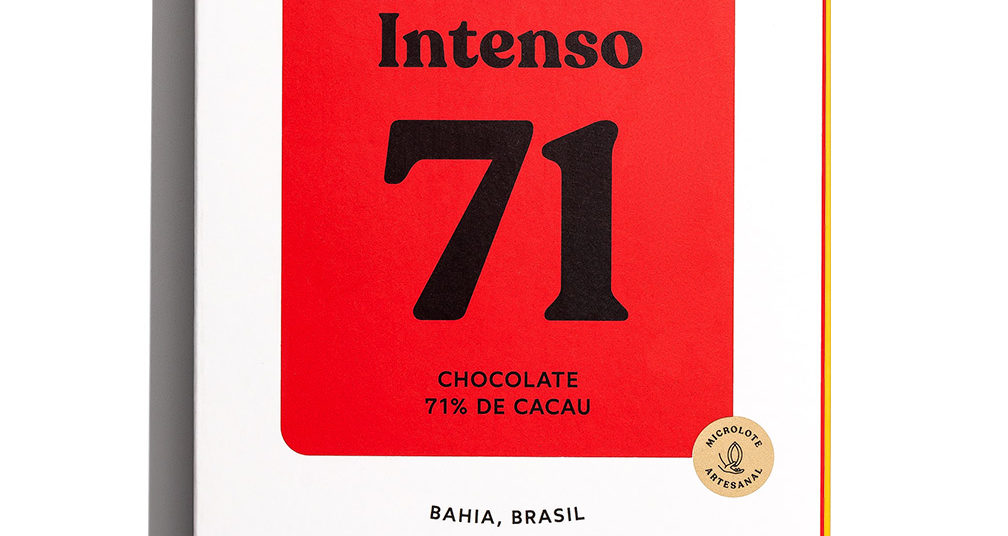 Intenso
71
CHOCOLATE
71% DE CACAU
MICROLOTE
ARTESANAL
BAHIA, BRASIL